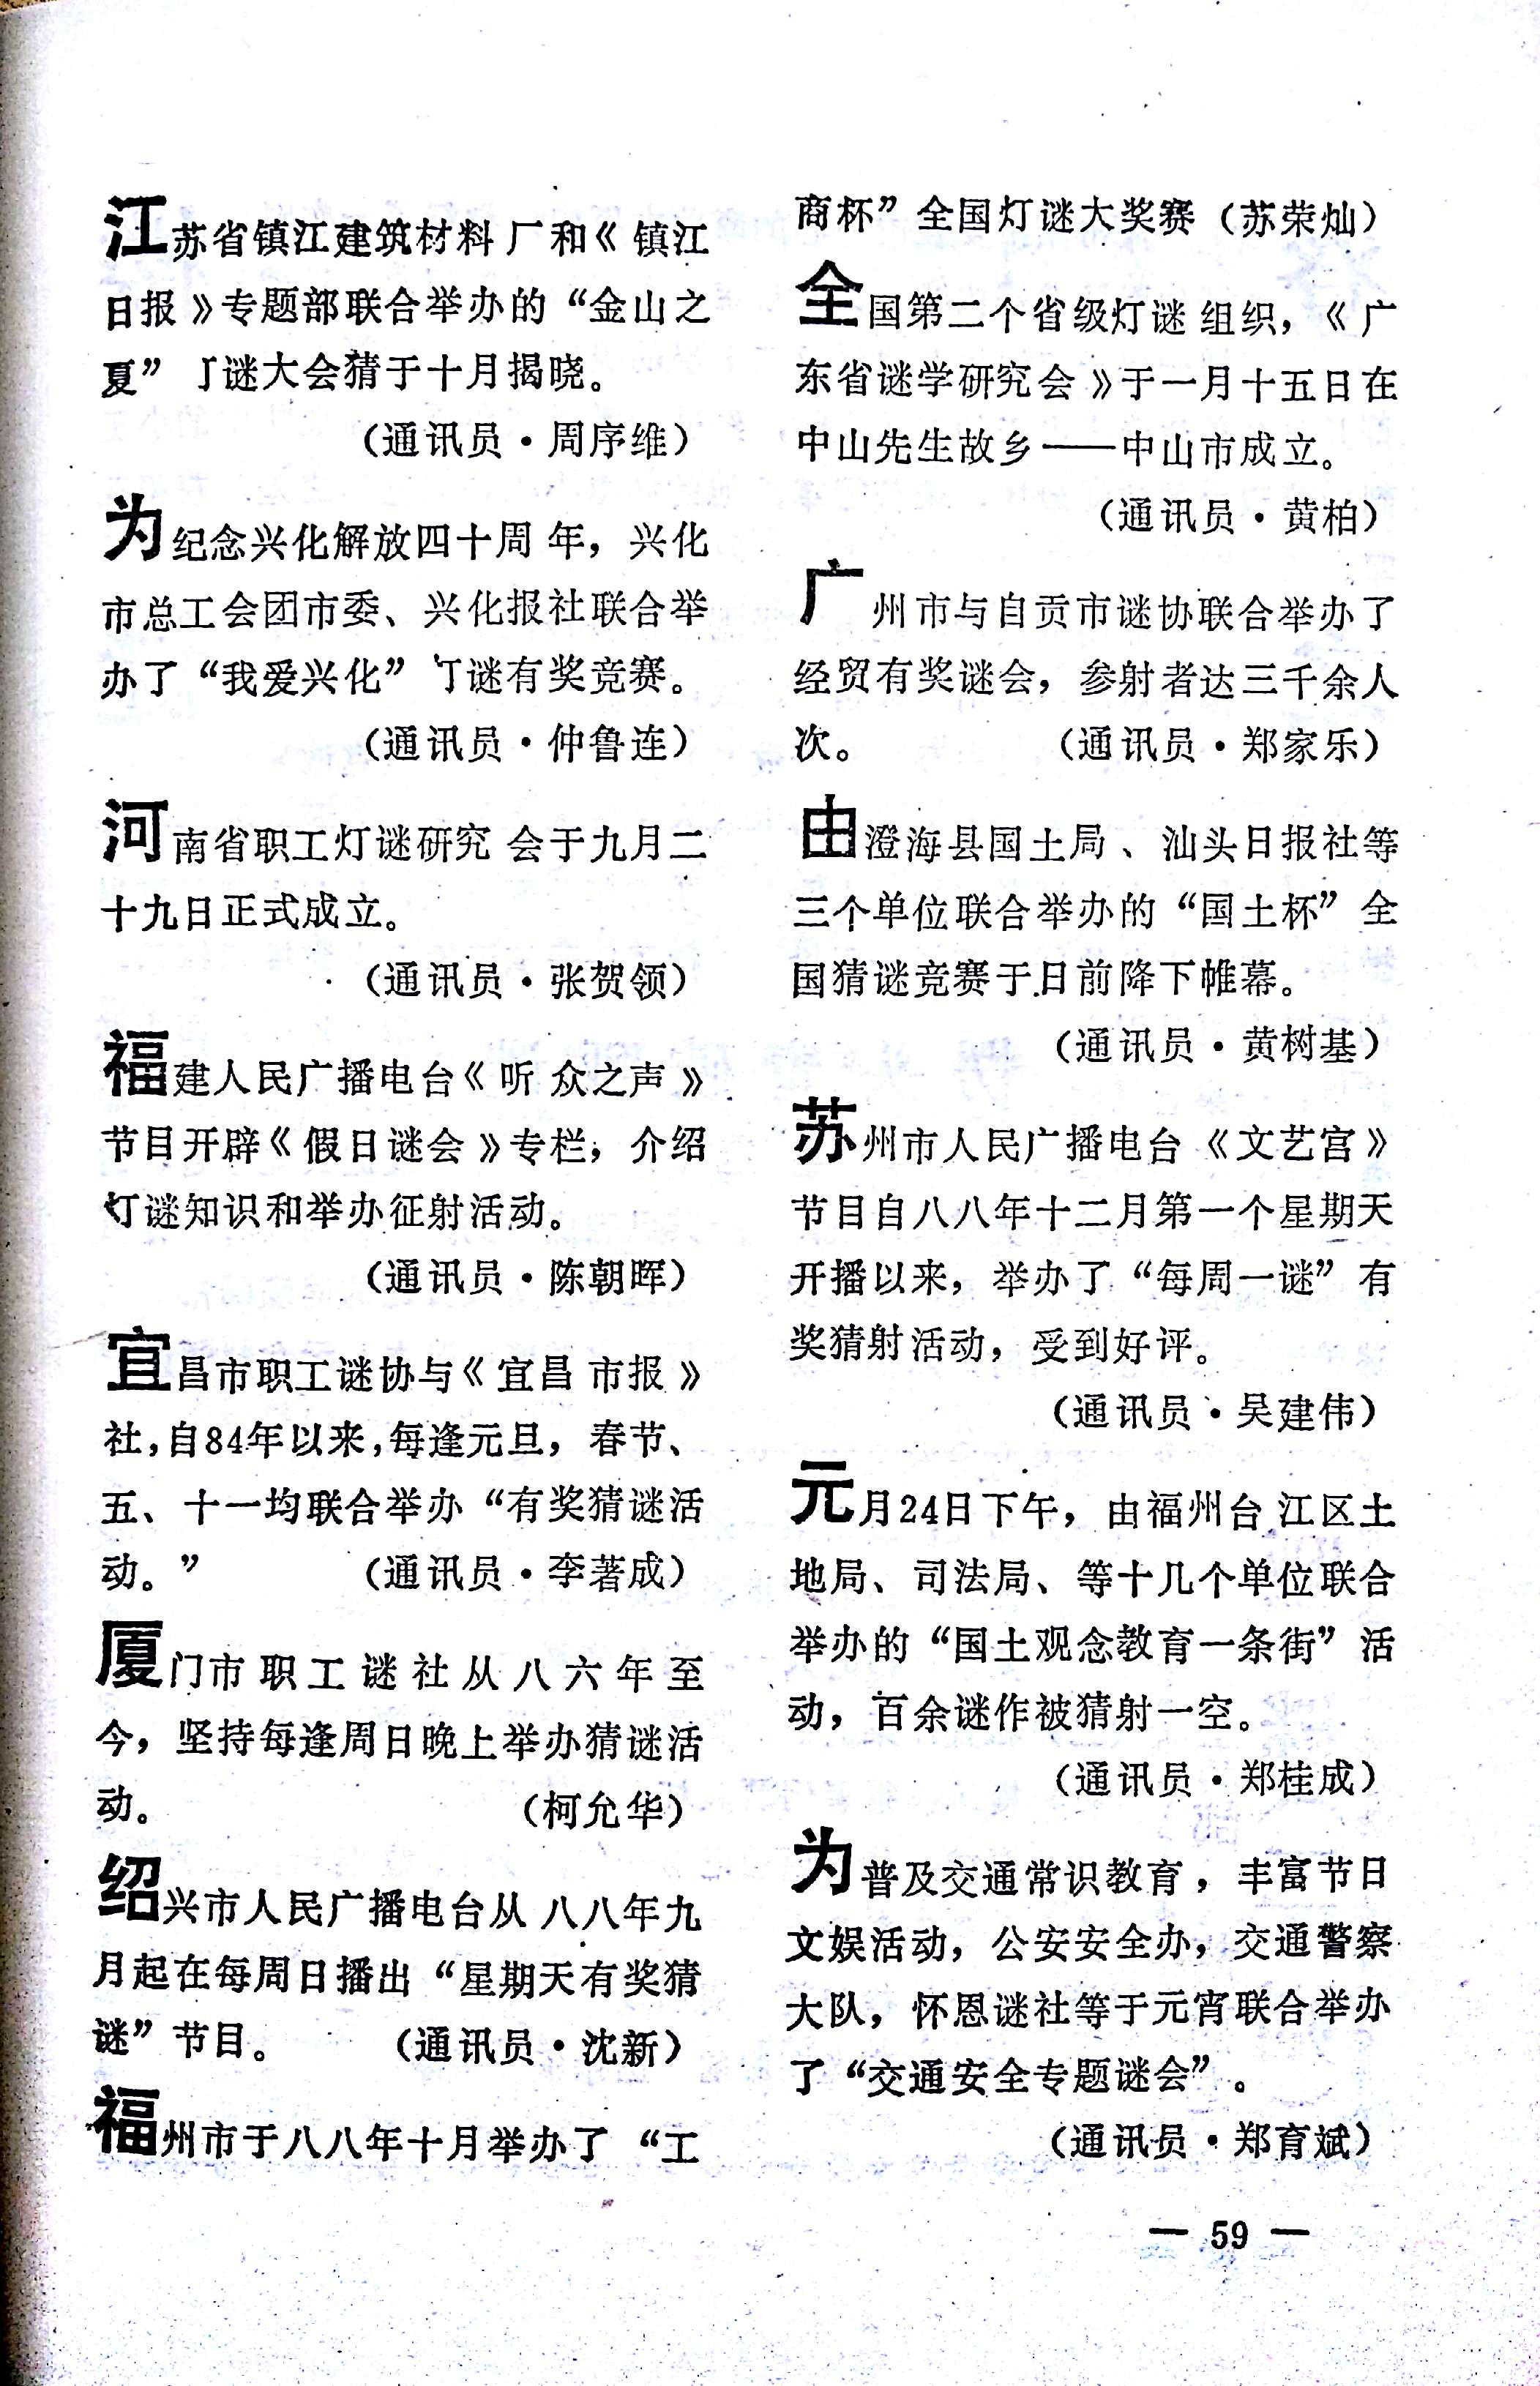 江苏省镇江建筑材料厂和《镇江
日报》专题部联合举办的“金山之
夏”灯谜大会猜于十月揭晓。
（通讯员·周序维）
为纪念兴化解放四十周年，兴化
市总工会团市委、兴化报社联合举
办了“我爱兴化”灯谜有奖竞赛。
（通讯员·仲鲁连）
河南省职工灯谜研究会于九月二
十九日正式成立。
（通讯员·张贺领）
福建人民广播电台《听众之声》
节目开辟《假日谜会》专栏，介绍
灯谜知识和举办征射活动。
（通讯员·陈朝晖）
宜昌市职工谜协与《宜昌市报》
社，自84年以来，每逢元旦，春节、
五、十一均联合举办“有奖猜谜活
动。”（通讯员·李著成）
厦门市职工谜社从八六年至
今，坚持每逢周日晚上举办猜谜活
动。（柯允华）
绍兴市人民广播电台从八八年九
月起在每周日播出“星期天有奖猜
谜”节目。（通讯员·沈新）
福州市于八八年十月举办了“工
商杯”全国灯谜大奖赛（苏荣灿）
全国第二个省级灯谜组织，《广
东省谜学研究会》于一月十五日在
中山先生故乡——中山市成立。
（通讯员·黄柏）
广州市与自贡市谜协联合举办了
经贸有奖谜会，参射者达三千余人
次。（通讯员·郑家乐）
由澄海县国土局、汕头日报社等
三个单位联合举办的“国土杯”全
国猜谜竞赛于日前降下帷幕。
（通讯员·黄树基）
苏州市人民广播电台《文艺宫》
节目自八八年十二月第一个星期天
开播以来，举办了“每周一谜”有
奖猜射活动，受到好评。
（通讯员·吴建伟）
元月24日下午，由福州台江区土
地局、司法局、等十几个单位联合
举办的“国土观念教育一条街”活
动，百余谜作被猜射一空。
（通讯员·郑桂成）
为普及交通常识教育，丰富节日
文娱活动，公安安全办，交通警察
大队，怀恩谜社等于元宵联合举办
了“交通安全专题谜会”。
（通讯员·郑育斌）
— 59 —